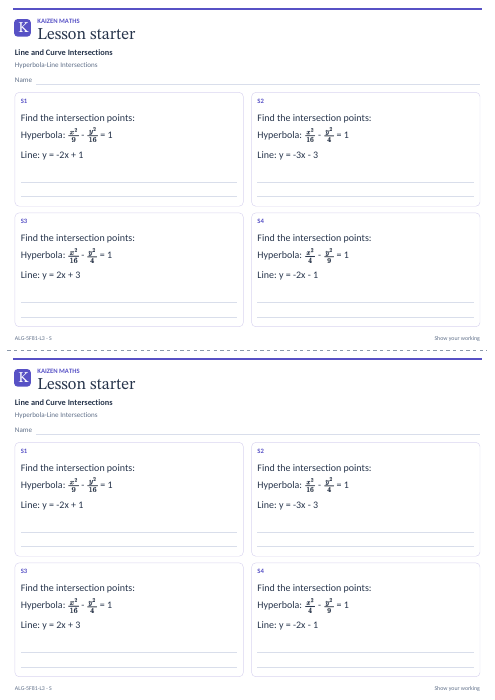 K
KAIZEN MATHS
Lesson starter
Line and Curve Intersections
Hyperbola-Line Intersections
Name
S1
Find the intersection points:
Hyperbola: x²/9 - y²/16 = 1
Line: y = -2x + 1
S2
Find the intersection points:
Hyperbola: x²/16 - y²/4 = 1
Line: y = -3x - 3
S3
Find the intersection points:
Hyperbola: x²/16 - y²/4 = 1
Line: y = 2x + 3
S4
Find the intersection points:
Hyperbola: x²/4 - y²/9 = 1
Line: y = -2x - 1
ALG-SF81-L2 · S
Show your working
K
KAIZEN MATHS
Lesson starter
Line and Curve Intersections
Hyperbola-Line Intersections
Name
S1
Find the intersection points:
Hyperbola: x²/9 - y²/16 = 1
Line: y = -2x + 1
S2
Find the intersection points:
Hyperbola: x²/16 - y²/4 = 1
Line: y = -3x - 3
S3
Find the intersection points:
Hyperbola: x²/16 - y²/4 = 1
Line: y = 2x + 3
S4
Find the intersection points:
Hyperbola: x²/4 - y²/9 = 1
Line: y = -2x - 1
ALG-SF81-L2 · S
Show your working